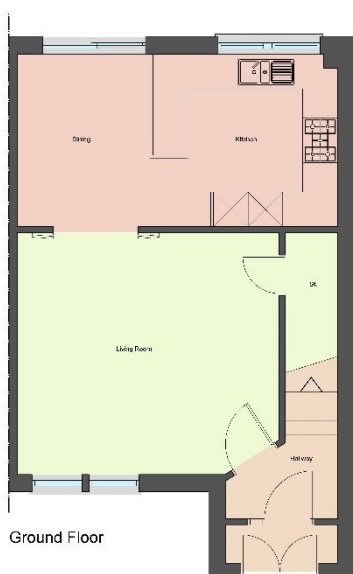 Dining
Kitchen
St.
Living Room
Hallway
Ground Floor